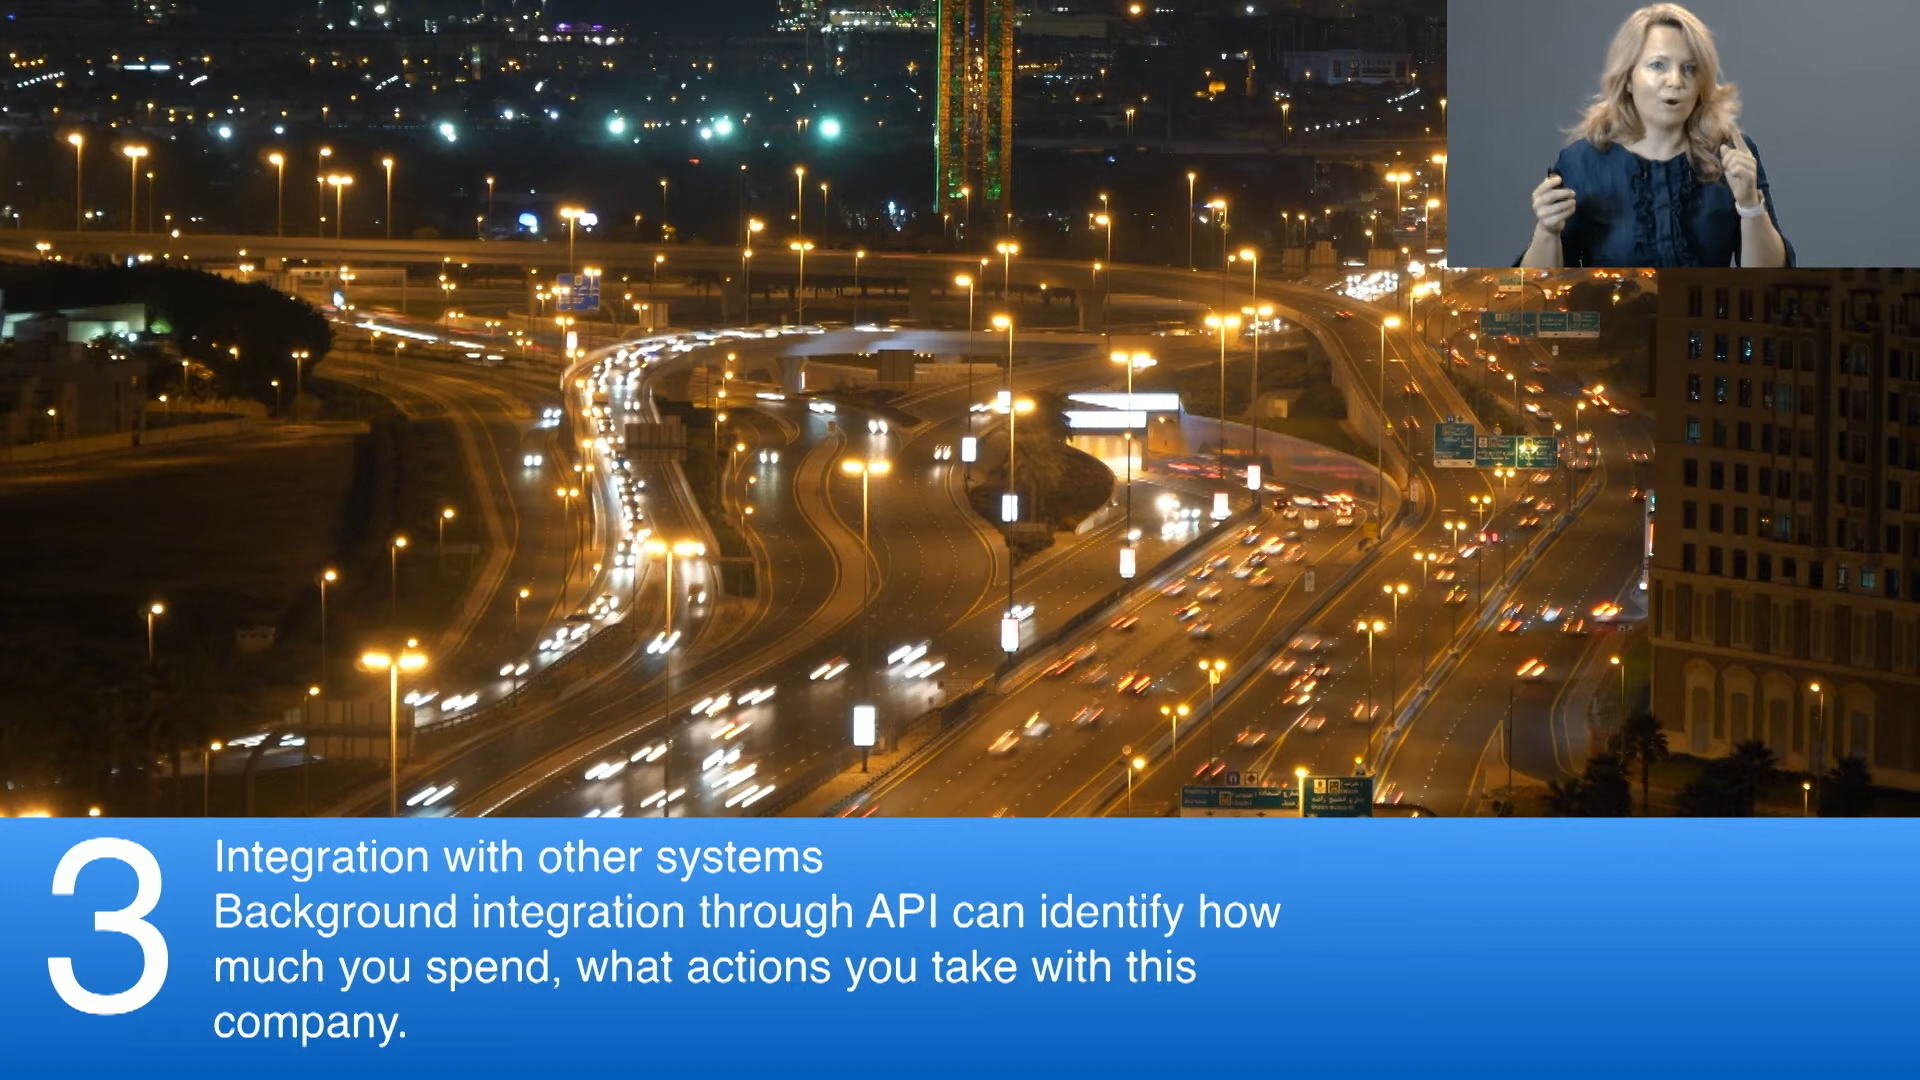 3
Integration with other systems
Background integration through API can identify how
much you spend, what actions you take with this
company.